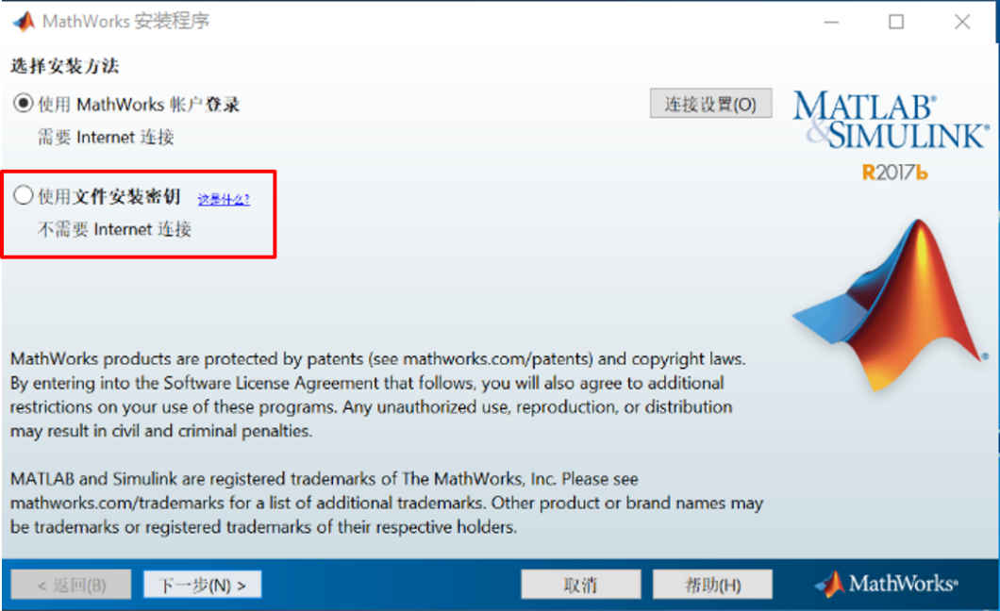 MathWorks 安装程序
选择安装方法
使用 MathWorks 帐户登录
需要 Internet 连接
连接设置(O)
MATLAB®
&SIMULINK®
R2017b
使用文件安装密钥 这是什么?
不需要 Internet 连接
MathWorks products are protected by patents (see mathworks.com/patents) and copyright laws.
By entering into the Software License Agreement that follows, you will also agree to additional
restrictions on your use of these programs. Any unauthorized use, reproduction, or distribution
may result in civil and criminal penalties.
MATLAB and Simulink are registered trademarks of The MathWorks, Inc. Please see
mathworks.com/trademarks for a list of additional trademarks. Other product or brand names may
be trademarks or registered trademarks of their respective holders.
< 返回(B) 下一步(N) > 取消 帮助(H) MathWorks®